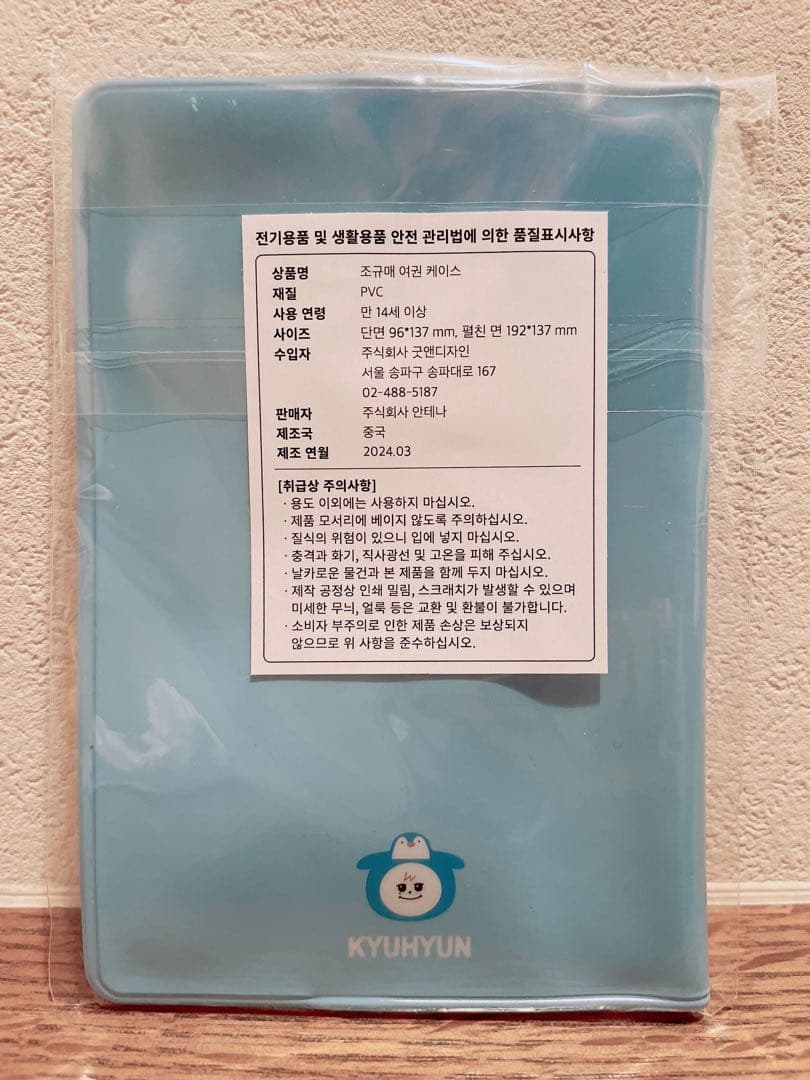 전기용품 및 생활용품 안전 관리법에 의한 품질표시사항
상품명 조규매 여권 케이스
재질 PVC
사용 연령 만 14세 이상
사이즈 단면 96*137 mm, 펼친 면 192*137 mm
수입자 주식회사 굿앤디자인
서울 송파구 송파대로 167
02-488-5187
판매자 주식회사 안테나
제조국 중국
제조 연월 2024.03
[취급상 주의사항]
· 용도 이외에는 사용하지 마십시오.
· 제품 모서리에 베이지 않도록 주의하십시오.
· 질식의 위험이 있으니 입에 넣지 마십시오.
· 충격과 화기, 직사광선 및 고온을 피해 주십시오.
· 날카로운 물건과 본 제품을 함께 두지 마십시오.
· 제작 공정상 인쇄 밀림, 스크래치가 발생할 수 있으며
미세한 무늬, 얼룩 등은 교환 및 환불이 불가합니다.
· 소비자 부주의로 인한 제품 손상은 보상되지
않으므로 위 사항을 준수하십시오.
KYUHYUN